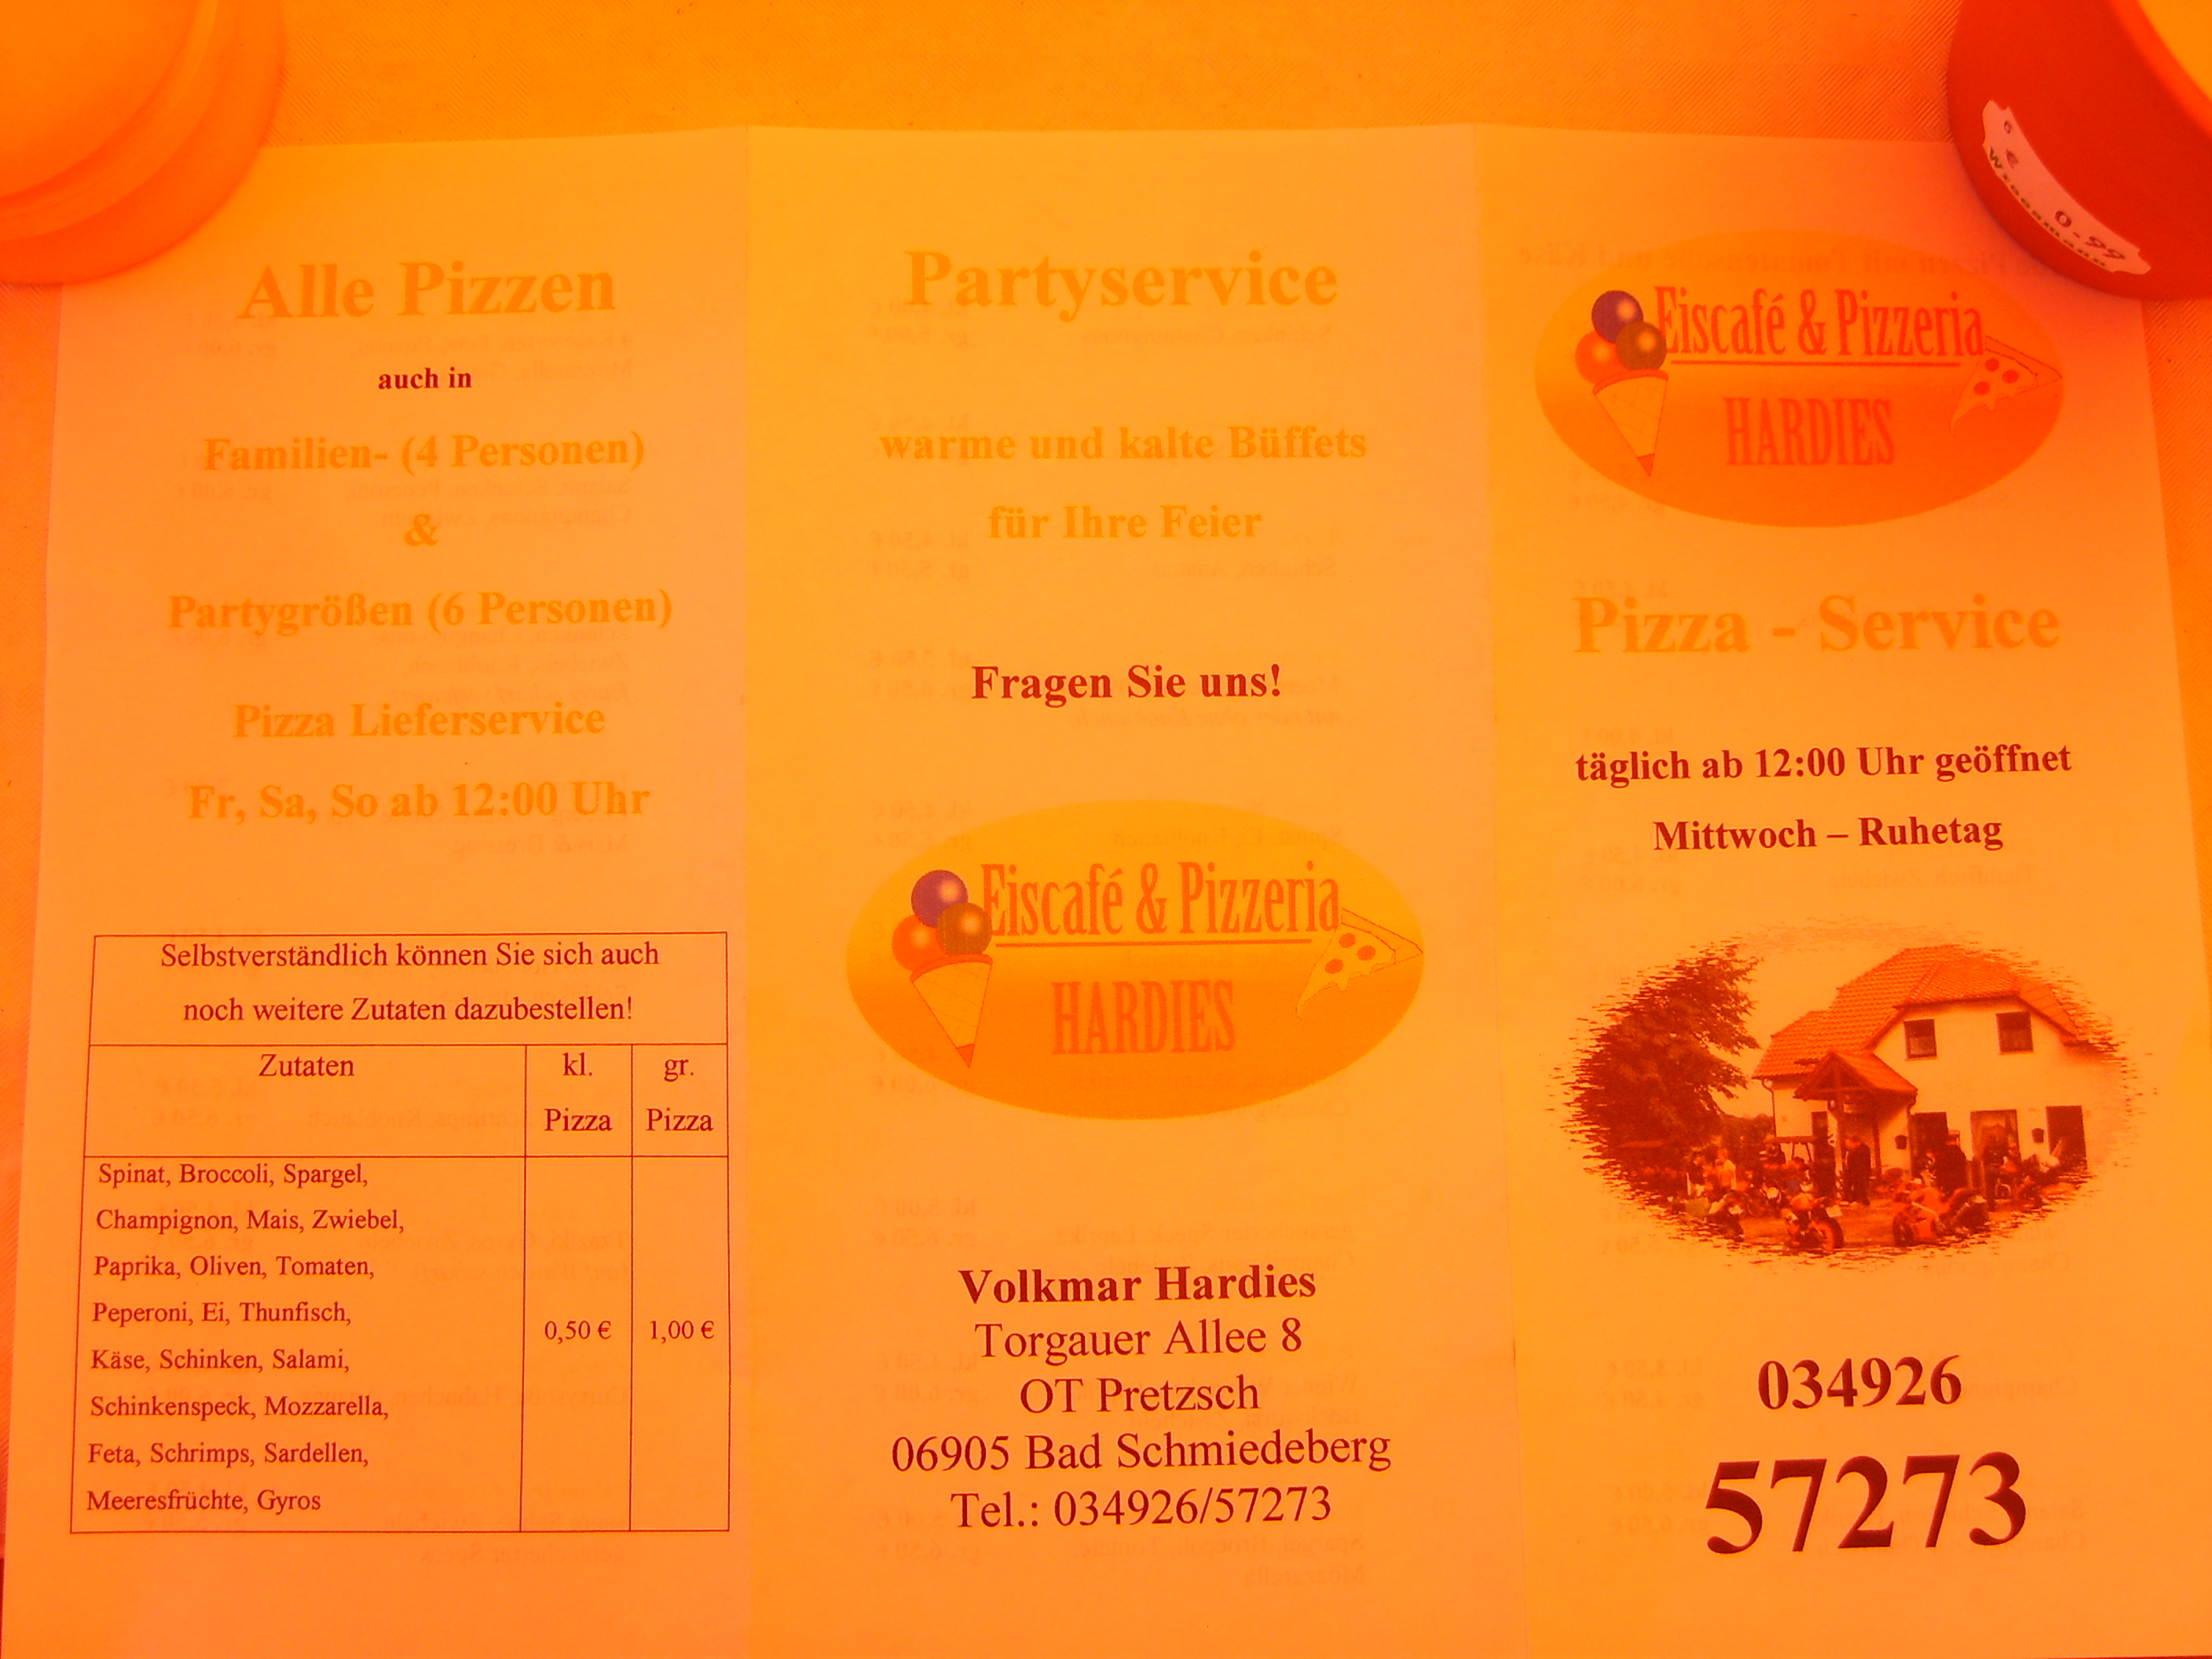 Alle Pizzen
auch in
Familien- (4 Personen)
&
Partygrößen (6 Personen)
Pizza Lieferservice
Fr, Sa, So ab 12:00 Uhr
Selbstverständlich können Sie sich auch
noch weitere Zutaten dazubestellen!
Zutaten
kl.
Pizza
gr.
Pizza
Spinat, Broccoli, Spargel,
Champignon, Mais, Zwiebel,
Paprika, Oliven, Tomaten,
Peperoni, Ei, Thunfisch,
Käse, Schinken, Salami,
Schinkenspeck, Mozzarella,
Feta, Schrimps, Sardellen,
Meeresfrüchte, Gyros
0,50 €
1,00 €
Partyservice
warme und kalte Büffets
für Ihre Feier
Fragen Sie uns!
Eiscafé & Pizzeria
HARDIES
Volkmar Hardies
Torgauer Allee 8
OT Pretzsch
06905 Bad Schmiedeberg
Tel.: 034926/57273
Eiscafé & Pizzeria
HARDIES
Pizza - Service
täglich ab 12:00 Uhr geöffnet
Mittwoch – Ruhetag
034926
57273
0.99